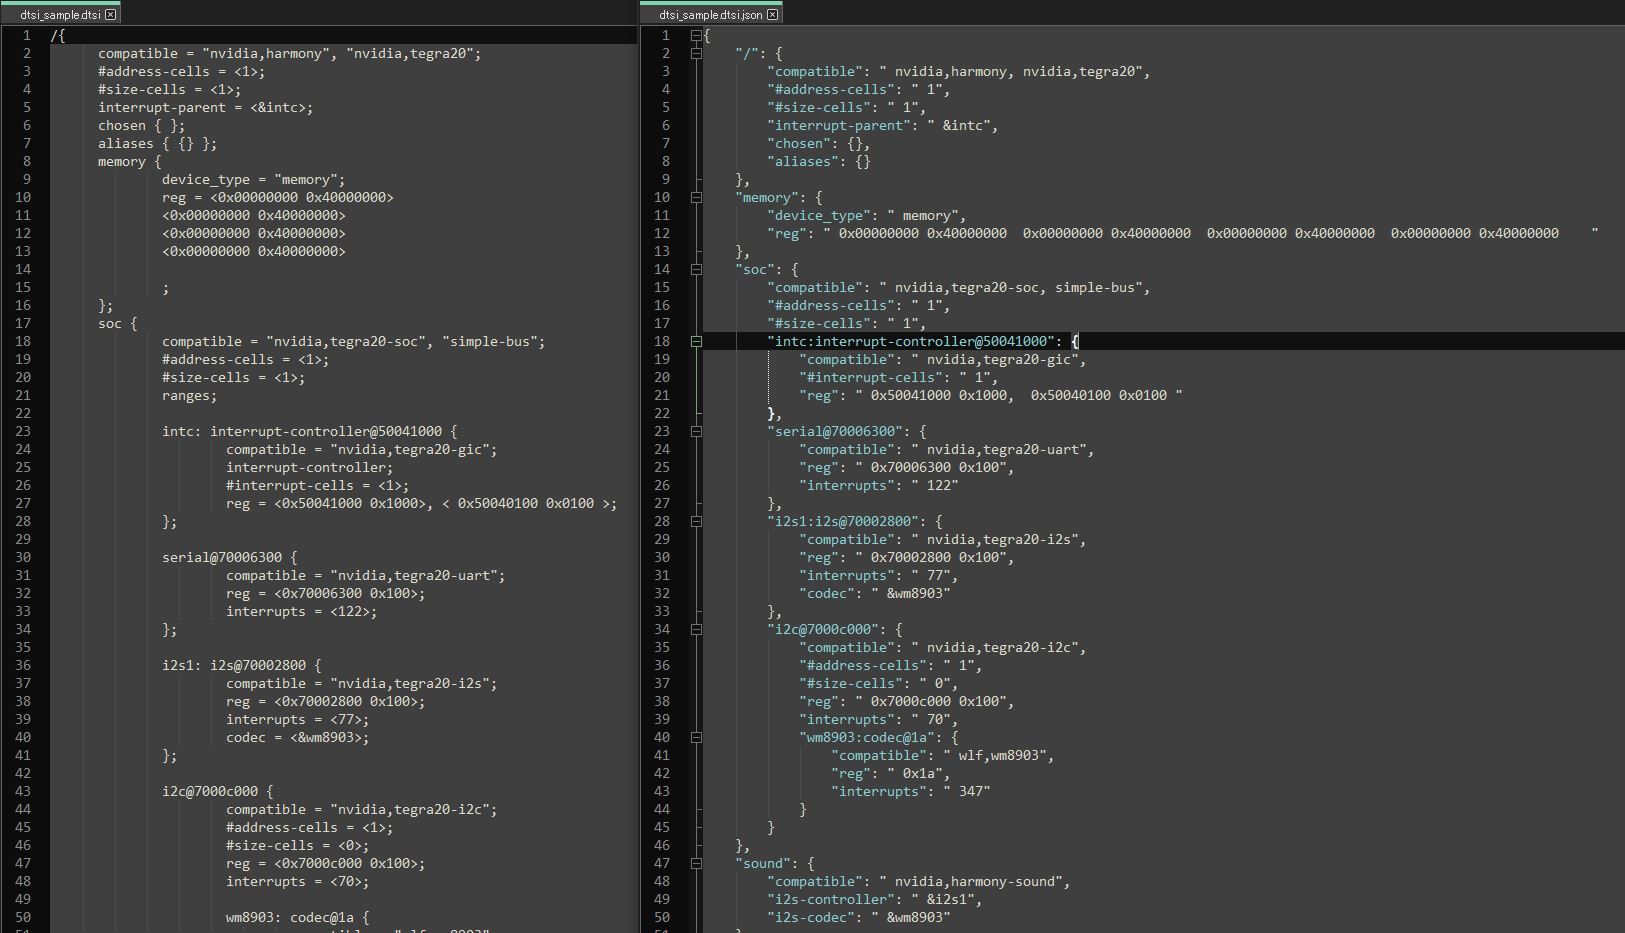 dtsi_sample.dtsi
1 /{
2 compatible = "nvidia,harmony", "nvidia,tegra20";
3 #address-cells = <1>;
4 #size-cells = <1>;
5 interrupt-parent = <&intc>;
6 chosen { };
7 aliases { {} };
8 memory {
9 device_type = "memory";
10 reg = <0x00000000 0x40000000>
11 <0x00000000 0x40000000>
12 <0x00000000 0x40000000>
13 <0x00000000 0x40000000>
14
15 ;
16 };
17 soc {
18 compatible = "nvidia,tegra20-soc", "simple-bus";
19 #address-cells = <1>;
20 #size-cells = <1>;
21 ranges;
22
23 intc: interrupt-controller@50041000 {
24 compatible = "nvidia,tegra20-gic";
25 interrupt-controller;
26 #interrupt-cells = <1>;
27 reg = <0x50041000 0x1000>, < 0x50040100 0x0100 >;
28 };
29
30 serial@70006300 {
31 compatible = "nvidia,tegra20-uart";
32 reg = <0x70006300 0x100>;
33 interrupts = <122>;
34 };
35
36 i2s1: i2s@70002800 {
37 compatible = "nvidia,tegra20-i2s";
38 reg = <0x70002800 0x100>;
39 interrupts = <77>;
40 codec = <&wm8903>;
41 };
42
43 i2c@7000c000 {
44 compatible = "nvidia,tegra20-i2c";
45 #address-cells = <1>;
46 #size-cells = <0>;
47 reg = <0x7000c000 0x100>;
48 interrupts = <70>;
49
50 wm8903: codec@1a {
dtsi_sample.dtsi.json
1 {
2 "/": {
3 "compatible": " nvidia,harmony, nvidia,tegra20",
4 "#address-cells": " 1",
5 "#size-cells": " 1",
6 "interrupt-parent": " &intc",
7 "chosen": {},
8 "aliases": {}
9 },
10 "memory": {
11 "device_type": " memory",
12 "reg": " 0x00000000 0x40000000  0x00000000 0x40000000  0x00000000 0x40000000  0x00000000 0x40000000    "
13 },
14 "soc": {
15 "compatible": " nvidia,tegra20-soc, simple-bus",
16 "#address-cells": " 1",
17 "#size-cells": " 1",
18 "intc:interrupt-controller@50041000": {
19 "compatible": " nvidia,tegra20-gic",
20 "#interrupt-cells": " 1",
21 "reg": " 0x50041000 0x1000,  0x50040100 0x0100 "
22 },
23 "serial@70006300": {
24 "compatible": " nvidia,tegra20-uart",
25 "reg": " 0x70006300 0x100",
26 "interrupts": " 122"
27 },
28 "i2s1:i2s@70002800": {
29 "compatible": " nvidia,tegra20-i2s",
30 "reg": " 0x70002800 0x100",
31 "interrupts": " 77",
32 "codec": " &wm8903"
33 },
34 "i2c@7000c000": {
35 "compatible": " nvidia,tegra20-i2c",
36 "#address-cells": " 1",
37 "#size-cells": " 0",
38 "reg": " 0x7000c000 0x100",
39 "interrupts": " 70",
40 "wm8903:codec@1a": {
41 "compatible": " wlf,wm8903",
42 "reg": " 0x1a",
43 "interrupts": " 347"
44 }
45 }
46 },
47 "sound": {
48 "compatible": " nvidia,harmony-sound",
49 "i2s-controller": " &i2s1",
50 "i2s-codec": " &wm8903"